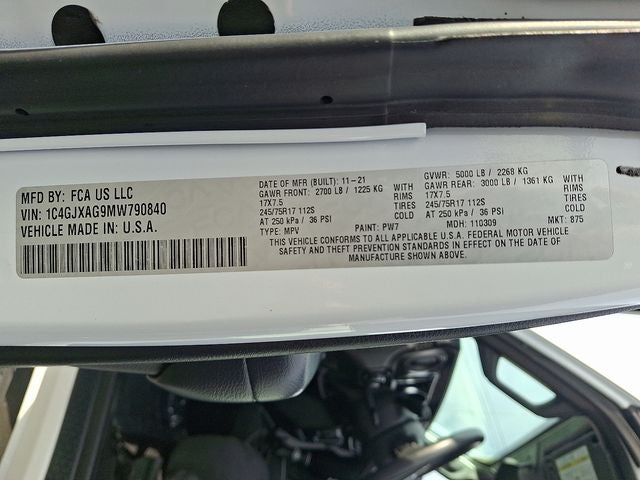 MFD BY: FCA US LLC
VIN: 1C4GJXAG9MW790840
VEHICLE MADE IN: U.S.A.
DATE OF MFR (BUILT): 11-21
GAWR FRONT: 2700 LB / 1225 KG WITH
17X7.5 RIMS
245/75R17 112S TIRES
AT 250 kPa / 36 PSI COLD
GVWR: 5000 LB / 2268 KG
GAWR REAR: 3000 LB / 1361 KG WITH
17X7.5 RIMS
245/75R17 112S TIRES
AT 250 kPa / 36 PSI COLD
TYPE: MPV PAINT: PW7 MDH: 110309 MKT: 875
THIS VEHICLE CONFORMS TO ALL APPLICABLE U.S.A. FEDERAL MOTOR VEHICLE
SAFETY AND THEFT PREVENTION STANDARDS IN EFFECT ON THE DATE OF
MANUFACTURE SHOWN ABOVE.